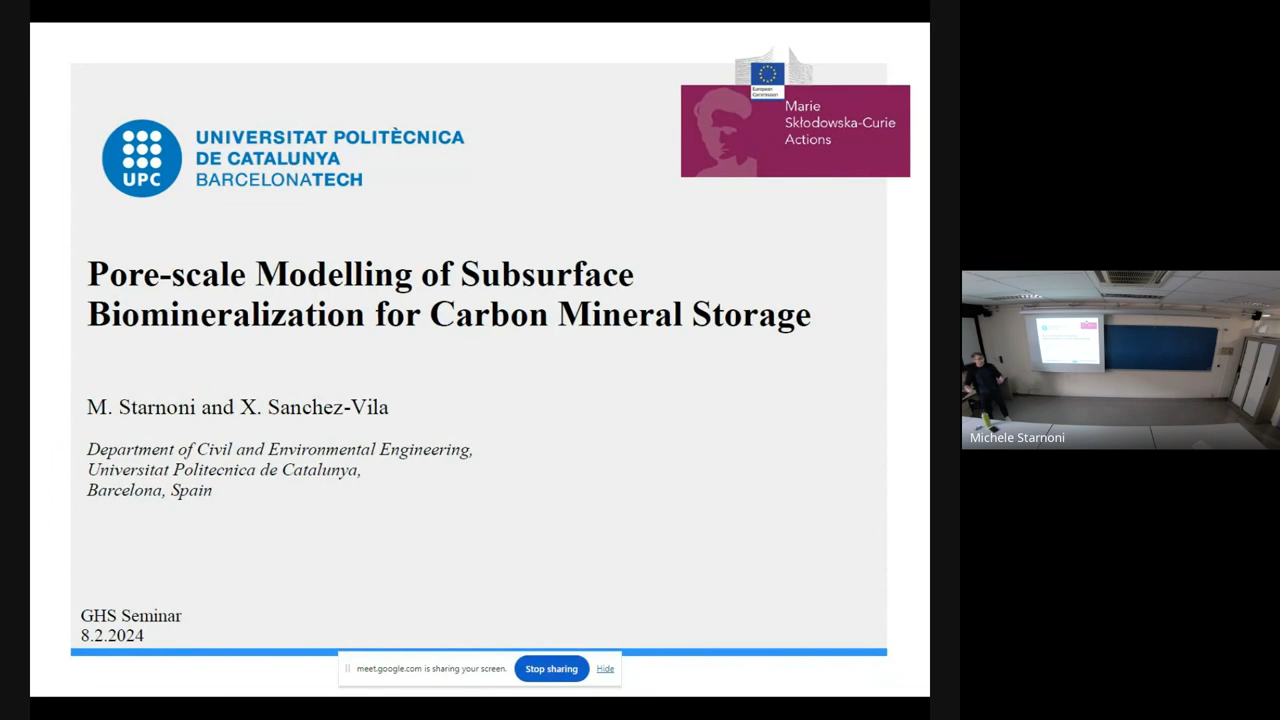 European
Commission
Marie
Skłodowska-Curie
Actions
UPC
UNIVERSITAT POLITÈCNICA
DE CATALUNYA
BARCELONATECH
Pore-scale Modelling of Subsurface
Biomineralization for Carbon Mineral Storage
M. Starnoni and X. Sanchez-Vila
Department of Civil and Environmental Engineering,
Universitat Politecnica de Catalunya,
Barcelona, Spain
GHS Seminar
8.2.2024
meet.google.com is sharing your screen.
Stop sharing
Hide
Michele Starnoni